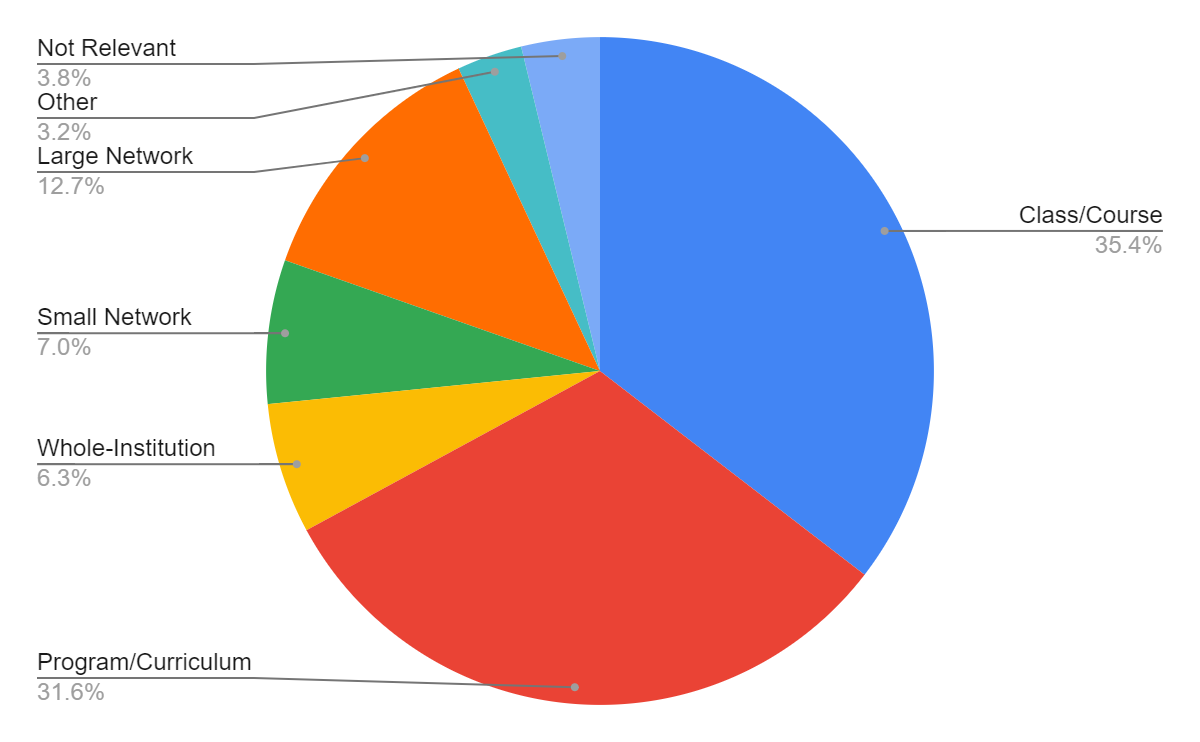 Not Relevant
3.8%
Other
3.2%
Large Network
12.7%
Small Network
7.0%
Whole-Institution
6.3%
Program/Curriculum
31.6%
Class/Course
35.4%